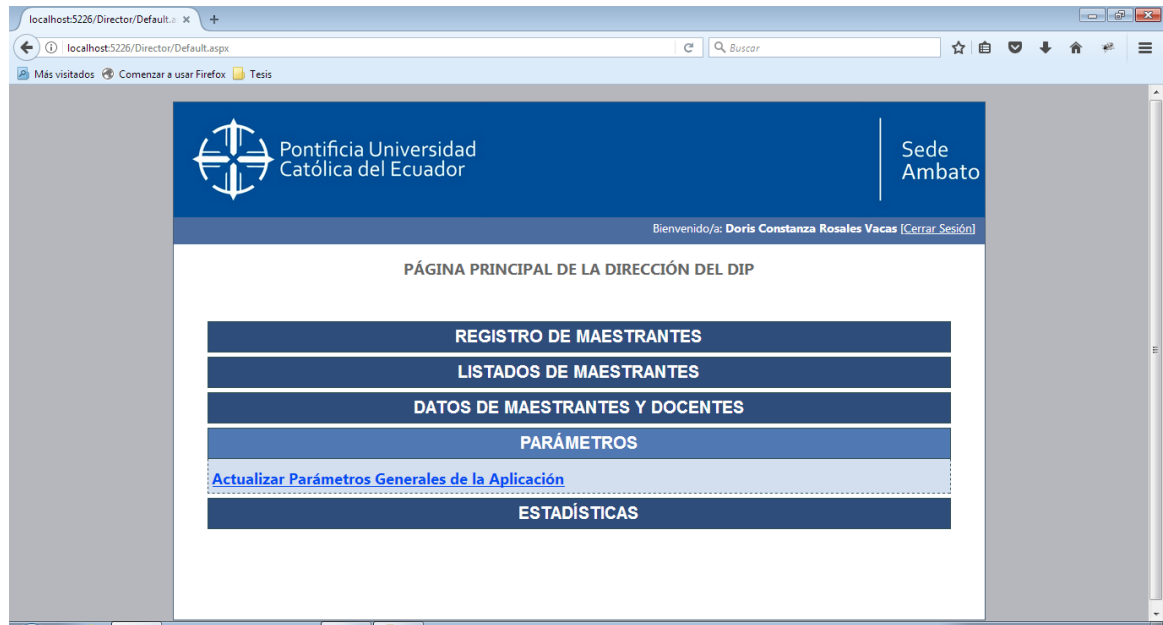 localhost:5226/Director/Default.a
localhost:5226/Director/Default.aspx
Buscar
Más visitados Comenzar a usar Firefox Tesis
Pontificia Universidad
Católica del Ecuador
Sede
Ambato
Bienvenido/a: Doris Constanza Rosales Vacas [Cerrar Sesión]
PÁGINA PRINCIPAL DE LA DIRECCIÓN DEL DIP
REGISTRO DE MAESTRANTES
LISTADOS DE MAESTRANTES
DATOS DE MAESTRANTES Y DOCENTES
PARÁMETROS
Actualizar Parámetros Generales de la Aplicación
ESTADÍSTICAS